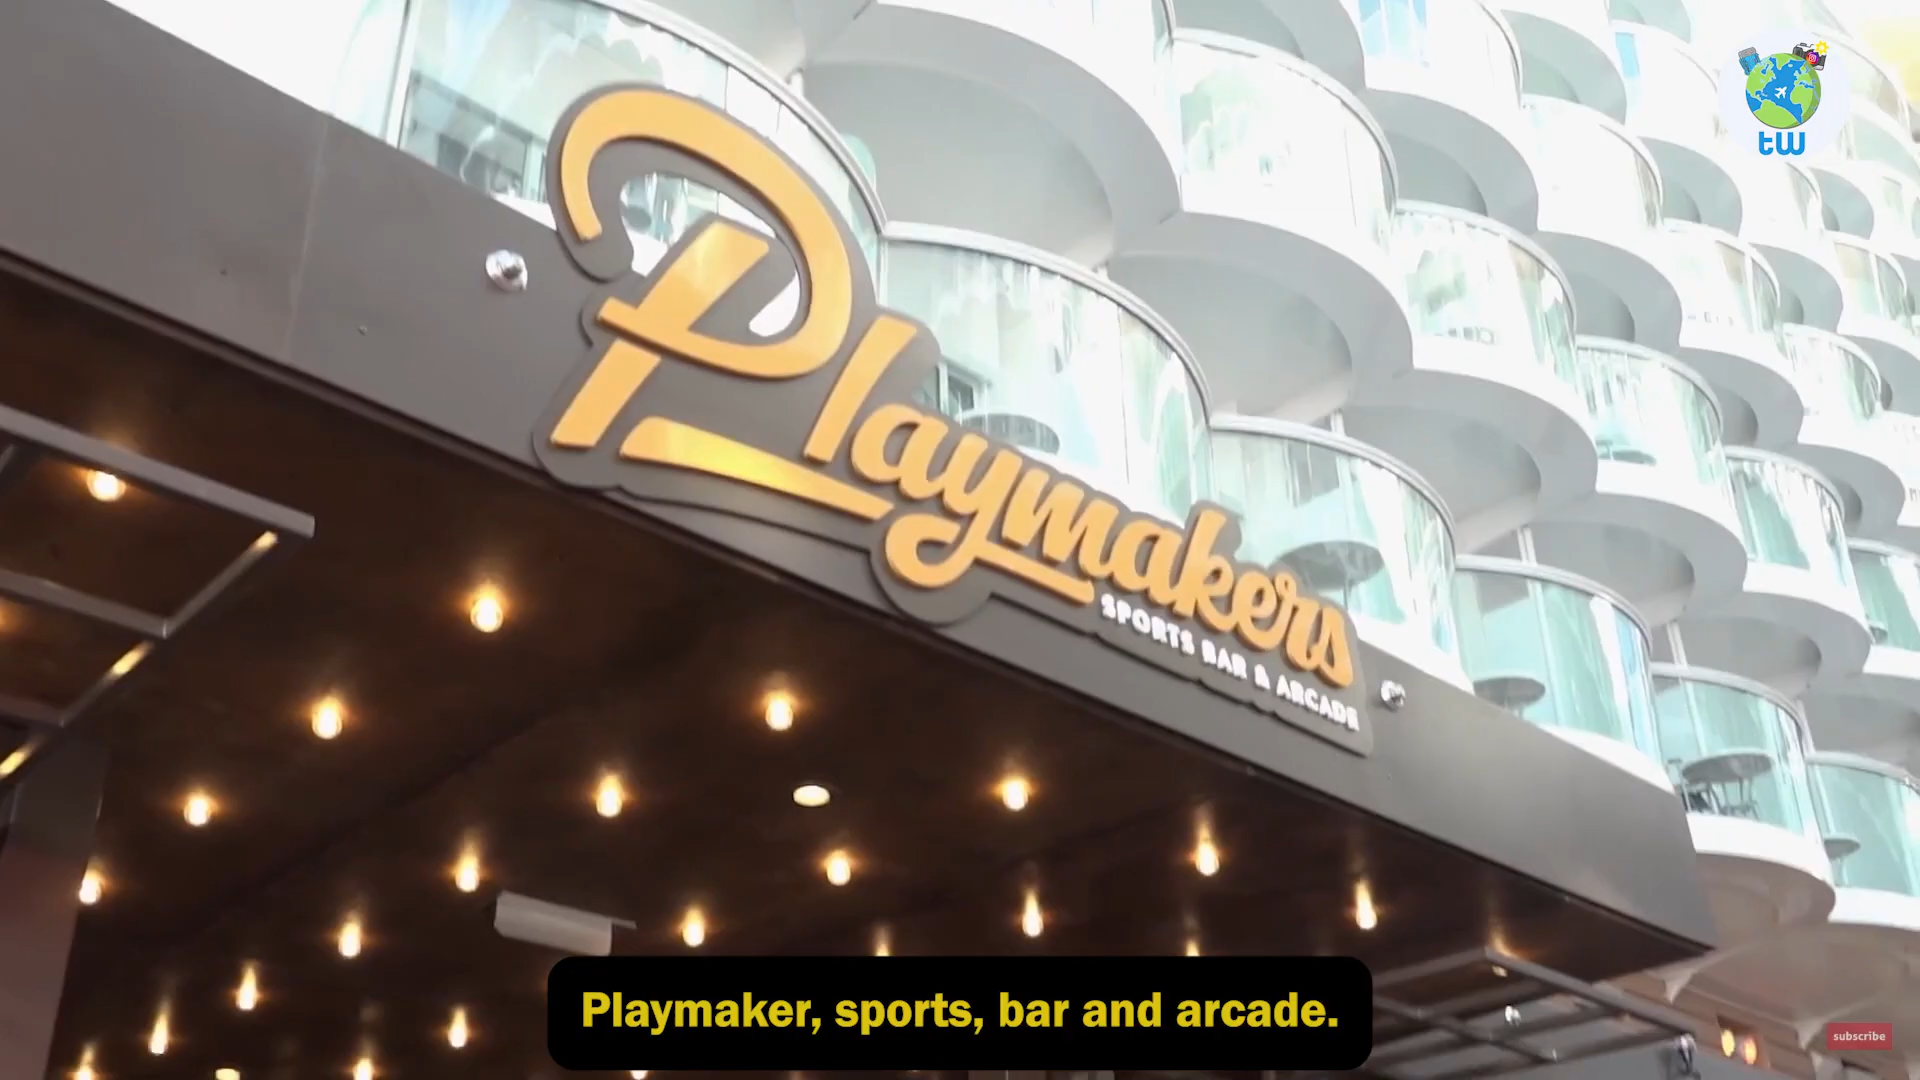 tw
Playmakers
SPORTS BAR & ARCADE
Playmaker, sports, bar and arcade.
subscribe